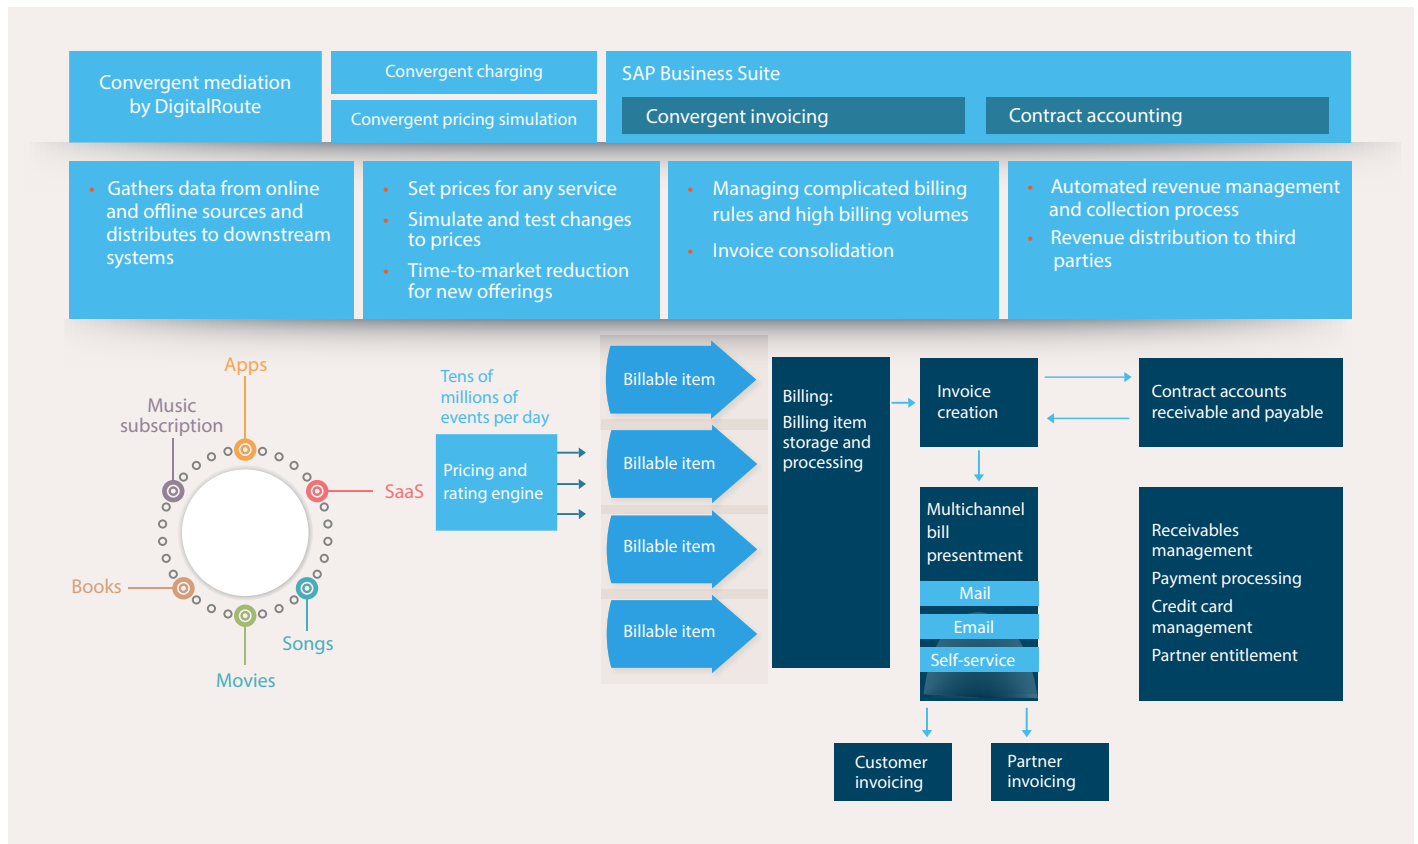 Convergent mediation
by DigitalRoute
Convergent charging
Convergent pricing simulation
SAP Business Suite
Convergent invoicing
Contract accounting
• Gathers data from online
and offline sources and
distributes to downstream
systems
• Set prices for any service
• Simulate and test changes
to prices
• Time-to-market reduction
for new offerings
• Managing complicated billing
rules and high billing volumes
• Invoice consolidation
• Automated revenue management
and collection process
• Revenue distribution to third
parties
Apps
Music
subscription
SaaS
Books
Songs
Movies
Tens of
millions of
events per day
Pricing and
rating engine
Billable item
Billable item
Billable item
Billable item
Billing:
Billing item
storage and
processing
Invoice
creation
Contract accounts
receivable and payable
Multichannel
bill
presentment
Mail
Email
Self-service
Receivables
management
Payment processing
Credit card
management
Partner entitlement
Customer
invoicing
Partner
invoicing